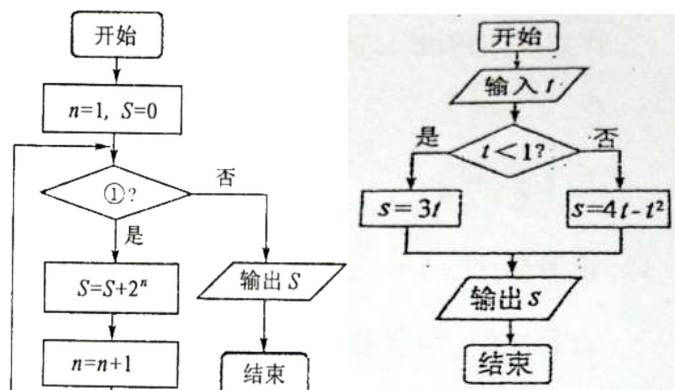 开始
n=1, S=0
①?
否
是
S=S+2ⁿ
输出 S
n=n+1
结束
开始
输入 t
是
t<1?
否
s=3t
s=4t-t²
输出 s
结束